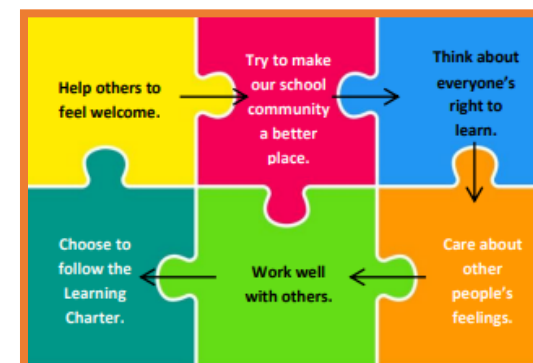 Help others to
feel welcome.
Try to make
our school
community
a better
place.
Think about
everyone's
right to
learn.
Care about
other
people's
feelings.
Work well
with others.
Choose to
follow the
Learning
Charter.